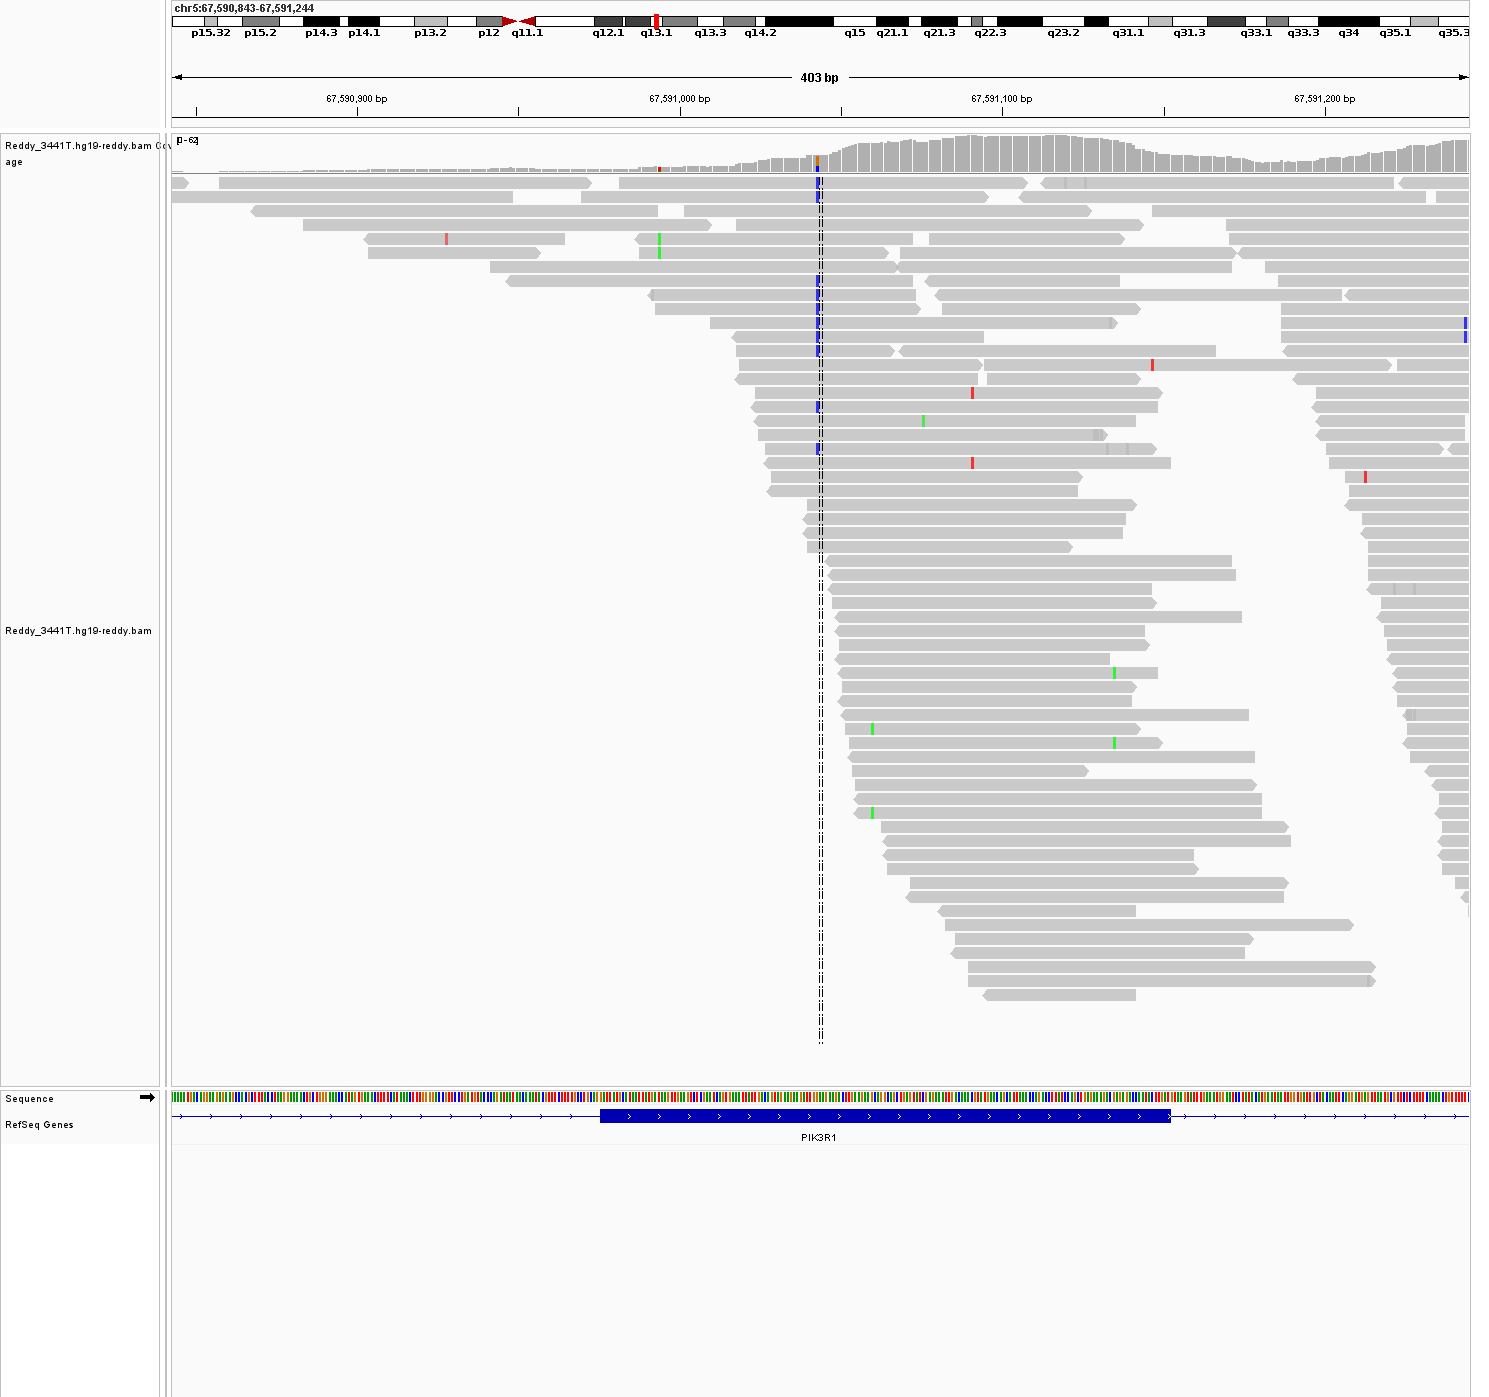 chr5:67,590,843-67,591,244
p15.32 p15.2 p14.3 p14.1 p13.2 p12 q11.1 q12.1 q13.1 q13.3 q14.2 q15 q21.1 q21.3 q22.3 q23.2 q31.1 q31.3 q33.1 q33.3 q34 q35.1 q35.3
403 bp
67,590,900 bp 67,591,000 bp 67,591,100 bp 67,591,200 bp
[0-62]
Reddy_3441T.hg19-reddy.bam Cov
age
Reddy_3441T.hg19-reddy.bam
Sequence
RefSeq Genes
PIK3R1